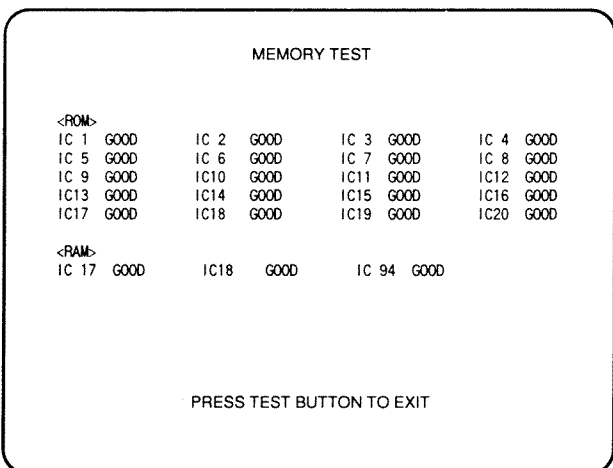 MEMORY TEST
<ROM>
IC 1 GOOD IC 2 GOOD IC 3 GOOD IC 4 GOOD
IC 5 GOOD IC 6 GOOD IC 7 GOOD IC 8 GOOD
IC 9 GOOD IC10 GOOD IC11 GOOD IC12 GOOD
IC13 GOOD IC14 GOOD IC15 GOOD IC16 GOOD
IC17 GOOD IC18 GOOD IC19 GOOD IC20 GOOD
<RAM>
IC 17 GOOD IC18 GOOD IC 94 GOOD
PRESS TEST BUTTON TO EXIT